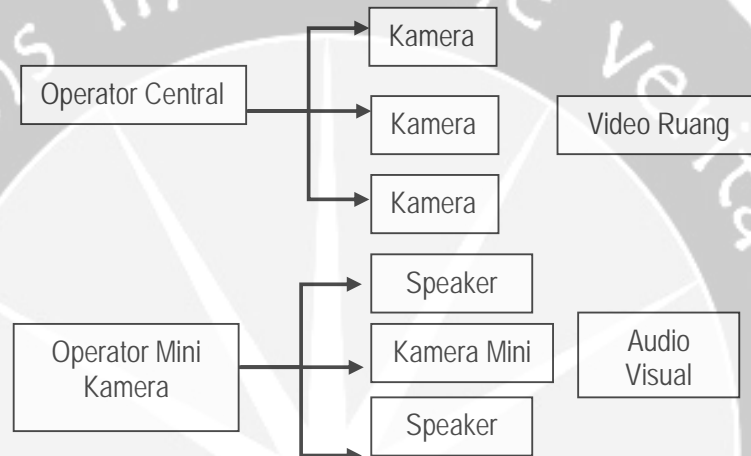 Kamera
Operator Central
Kamera
Video Ruang
Kamera
Speaker
Operator Mini
Kamera
Kamera Mini
Audio
Visual
Speaker